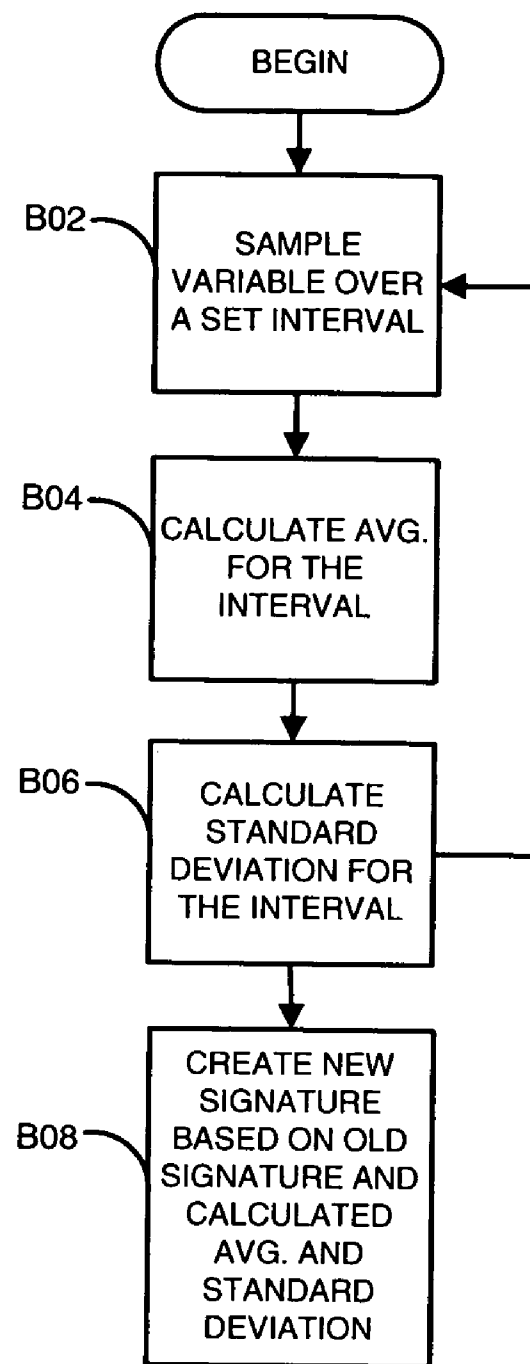 BEGIN
B02
SAMPLE
VARIABLE OVER
A SET INTERVAL
B04
CALCULATE AVG.
FOR THE
INTERVAL
B06
CALCULATE
STANDARD
DEVIATION FOR
THE INTERVAL
B08
CREATE NEW
SIGNATURE
BASED ON OLD
SIGNATURE AND
CALCULATED
AVG. AND
STANDARD
DEVIATION